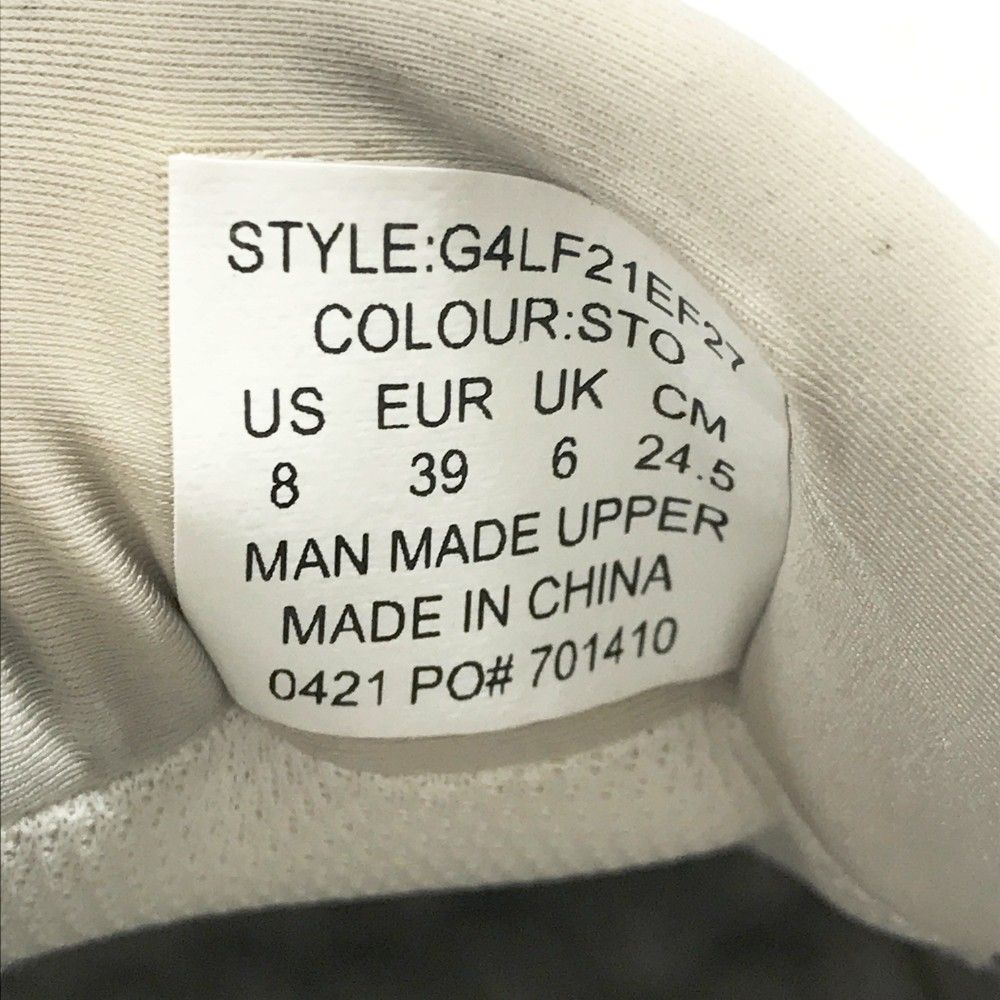 STYLE:G4LF21EF27
COLOUR:STO
US EUR UK CM
8 39 6 24.5
MAN MADE UPPER
MADE IN CHINA
0421 PO# 701410